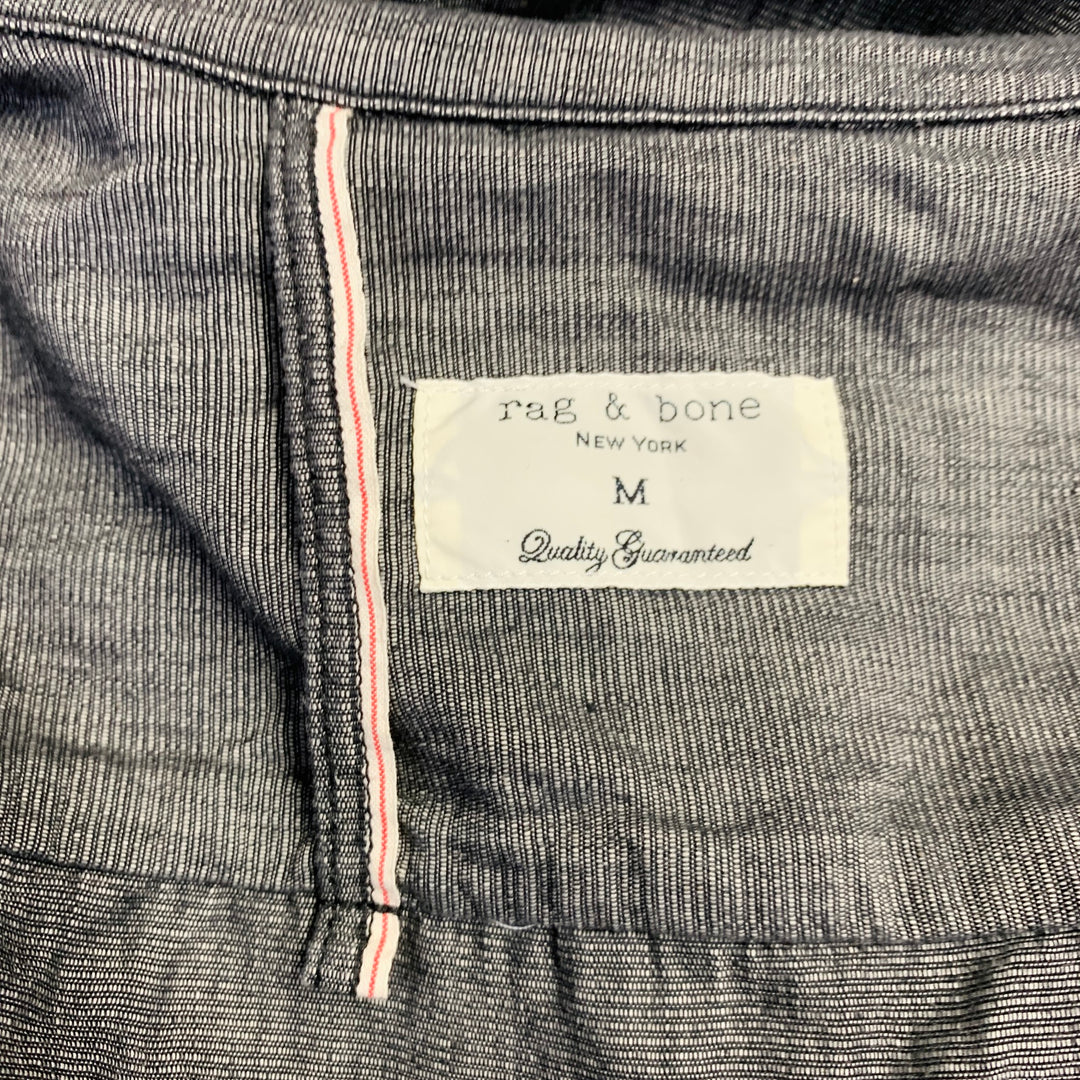 rag & bone
NEW YORK
M
Quality Guaranteed